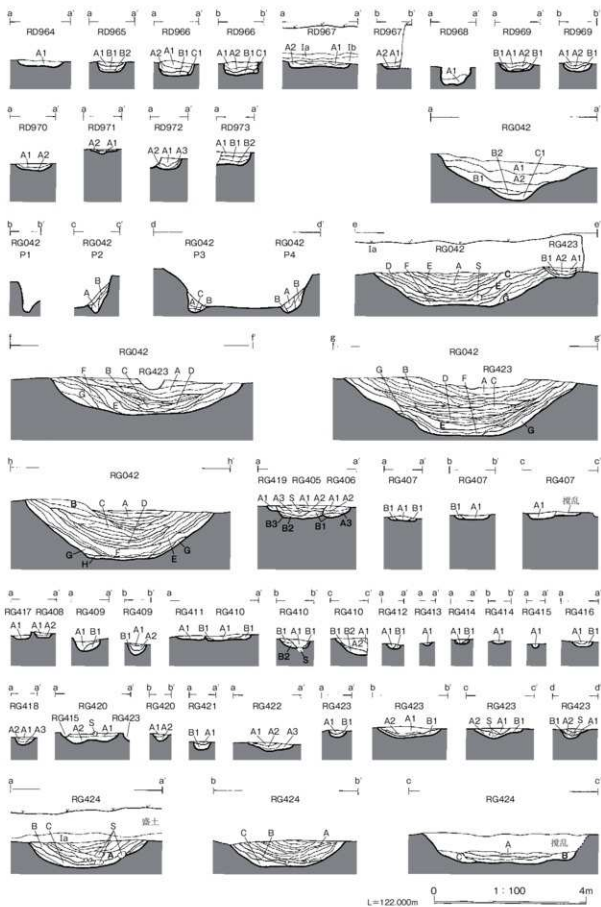 a a' a a' a a' b b' a a' b b' a a' a a' b b'
RD964 RD965 RD966 RD966 RD967 RD967 RD968 RD969 RD969
A1 A1 B1 B2 A2 A1 B1 C1 A1 A2 B1 C1 A2 Ia A1 Ib A2 A1 A1 B1 A1 A2 B1 A1 A2 B1
a a' a a' a a' a a' a a'
RD970 RD971 RD972 RD973 RG042
A1 A2 A2 A1 A2 A1 A3 A1 B1 B2 B2 C1 A1 B1 A2
b b' c c' d d' e e'
RG042 RG042 RG042 RG042 Ia RG042 RG423
P1 P2 P3 P4 B1 A2 A1
A B A C B B A B D F E A S C E G
f f' g g'
RG042 RG042
F B C RG423 A D G E G B D F RG423 A C E G
h h' a a' a a' b b' c c'
RG042 RG419 RG405 RG406 RG407 RG407 RG407
B C A D G H F E G A1 A3 S A1 A2 A1 A2 B3 B2 B1 A3 B1 A1 B1 B1 A1 A1 撹乱
a a' a a' b b' a a' b b' c c' a a' a a' a a' b b' a a' a a'
RG417 RG408 RG409 RG409 RG411 RG410 RG410 RG410 RG412 RG413 RG414 RG414 RG415 RG416
A1 A1 A2 A1 B1 B1 A1 A2 A1 B1 A1 B1 B1 A1 B1 B2 S B1 B2 A1 A2 A1 B1 A1 A1 B1 A1 A1 A1 B1
a a' a a' b b' a a' a a' a a' b b' c c' d d'
RG418 RG420 RG420 RG421 RG422 RG423 RG423 RG423 RG423
A2 A1 A3 RG415 A2 S A1 RG423 A1 A2 B1 A1 A1 A2 A3 A1 B1 A2 A1 B1 A2 S A1 B1 B1 A2 S A1 B1
a a' b b' c c'
RG424 RG424 RG424
盛土
B C Ia S A C B A A 撹乱 C B
L=122.000m 0 1:100 4m